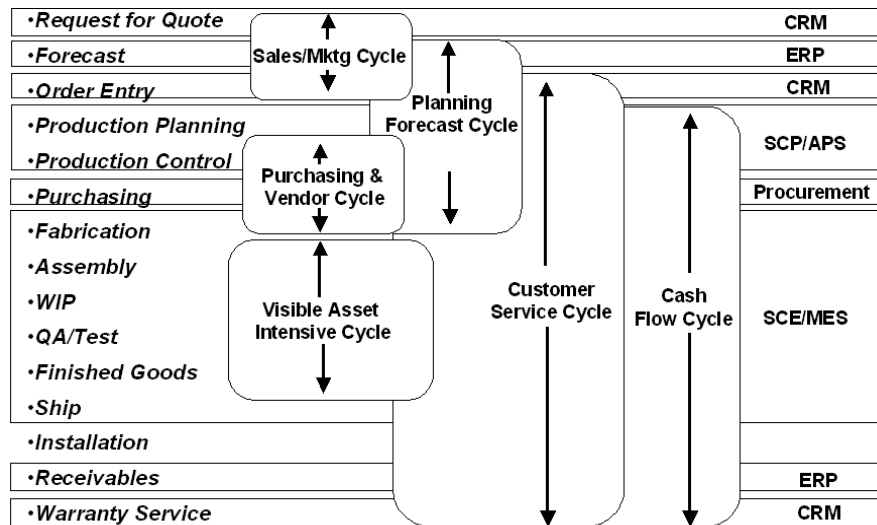 •Request for Quote
CRM
Sales/Mktg Cycle
•Forecast
ERP
•Order Entry
CRM
Planning
Forecast Cycle
•Production Planning
•Production Control
SCP/APS
Purchasing &
Vendor Cycle
•Purchasing
Procurement
•Fabrication
•Assembly
•WIP
•QA/Test
•Finished Goods
•Ship
Visible Asset
Intensive Cycle
Customer
Service Cycle
Cash
Flow Cycle
SCE/MES
•Installation
•Receivables
ERP
•Warranty Service
CRM